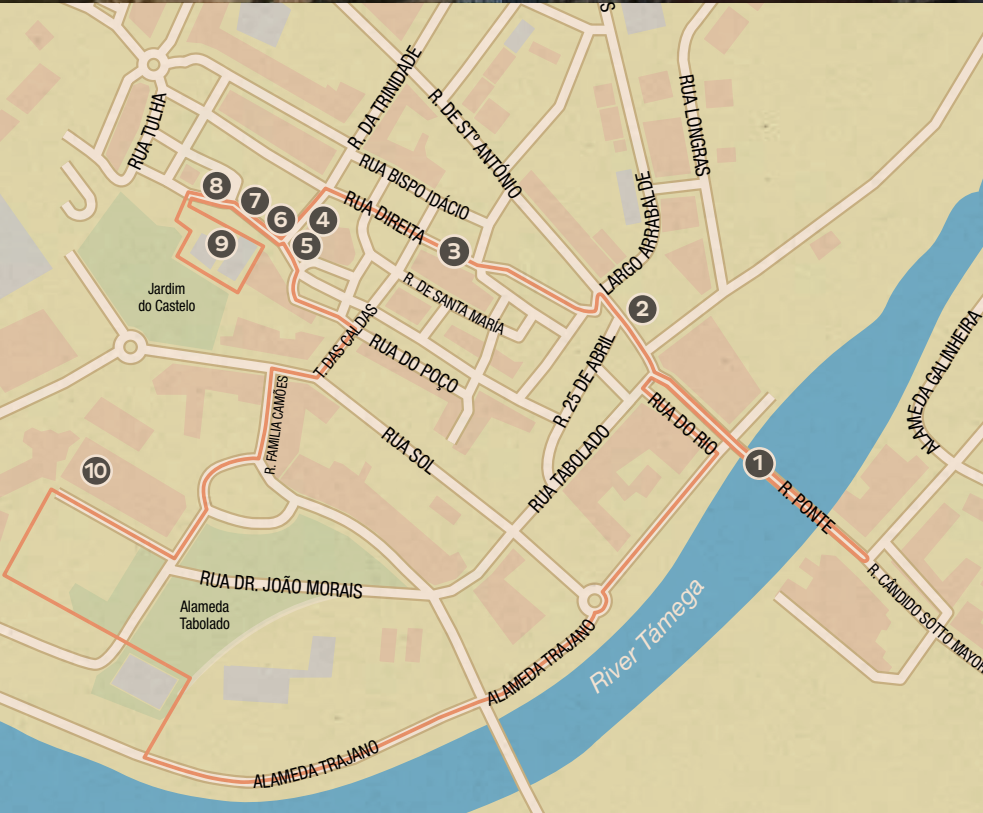 S
RUA TULHA
R. DA TRINIDADE
R. DE STº ANTÓNIO
RUA LONGRAS
RUA BISPO IDÁCIO
LARGO ARRABALDE
8
7
6
4
5
9
RUA DIREITA
3
R. DE SANTA MARÍA
2
Jardim
do Castelo
T. DAS CALDAS
RUA DO POÇO
R. 25 DE ABRIL
ALAMEDA GALINHEIRA
R. FAMILIA CAMÕES
RUA SOL
RUA TABOLADO
RUA DO RIO
1
R. PONTE
10
R. CÂNDIDO SOTTO MAYOR
RUA DR. JOÃO MORAIS
Alameda
Tabolado
River Támega
ALAMEDA TRAJANO
ALAMEDA TRAJANO